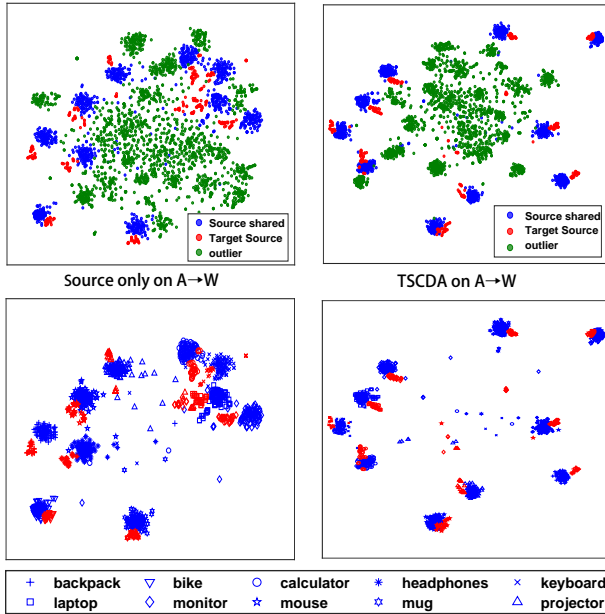 Source shared
Target Source
outlier
Source shared
Target Source
outlier
Source only on A→W
TSCDA on A→W
backpack bike calculator headphones keyboard
laptop monitor mouse mug projector